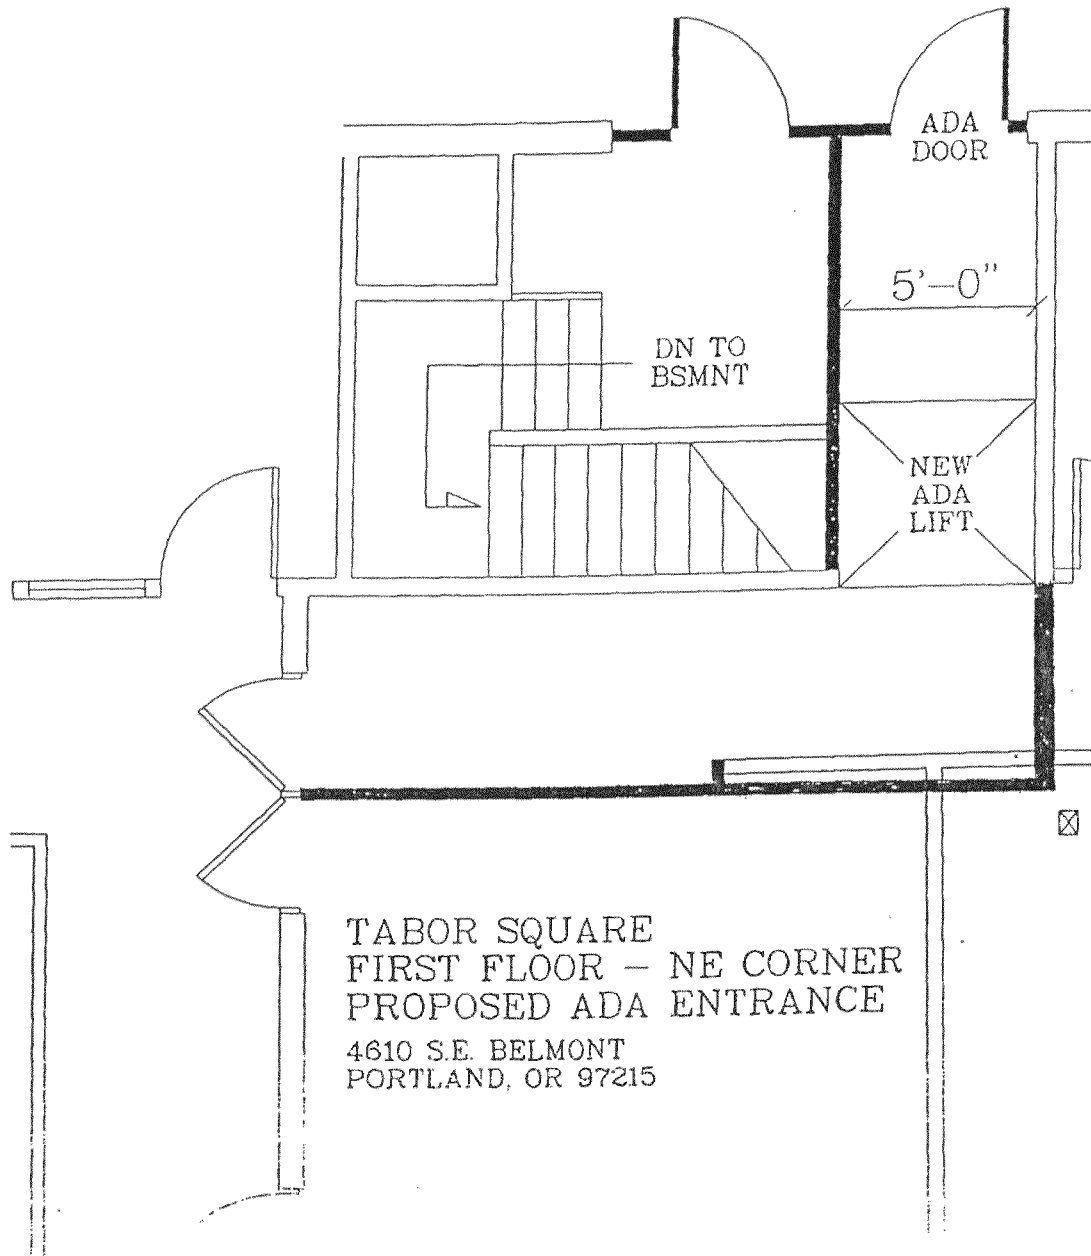 ADA
DOOR
5'-0"
DN TO
BSMNT
NEW
ADA
LIFT
TABOR SQUARE
FIRST FLOOR - NE CORNER
PROPOSED ADA ENTRANCE
4610 S.E. BELMONT
PORTLAND, OR 97215